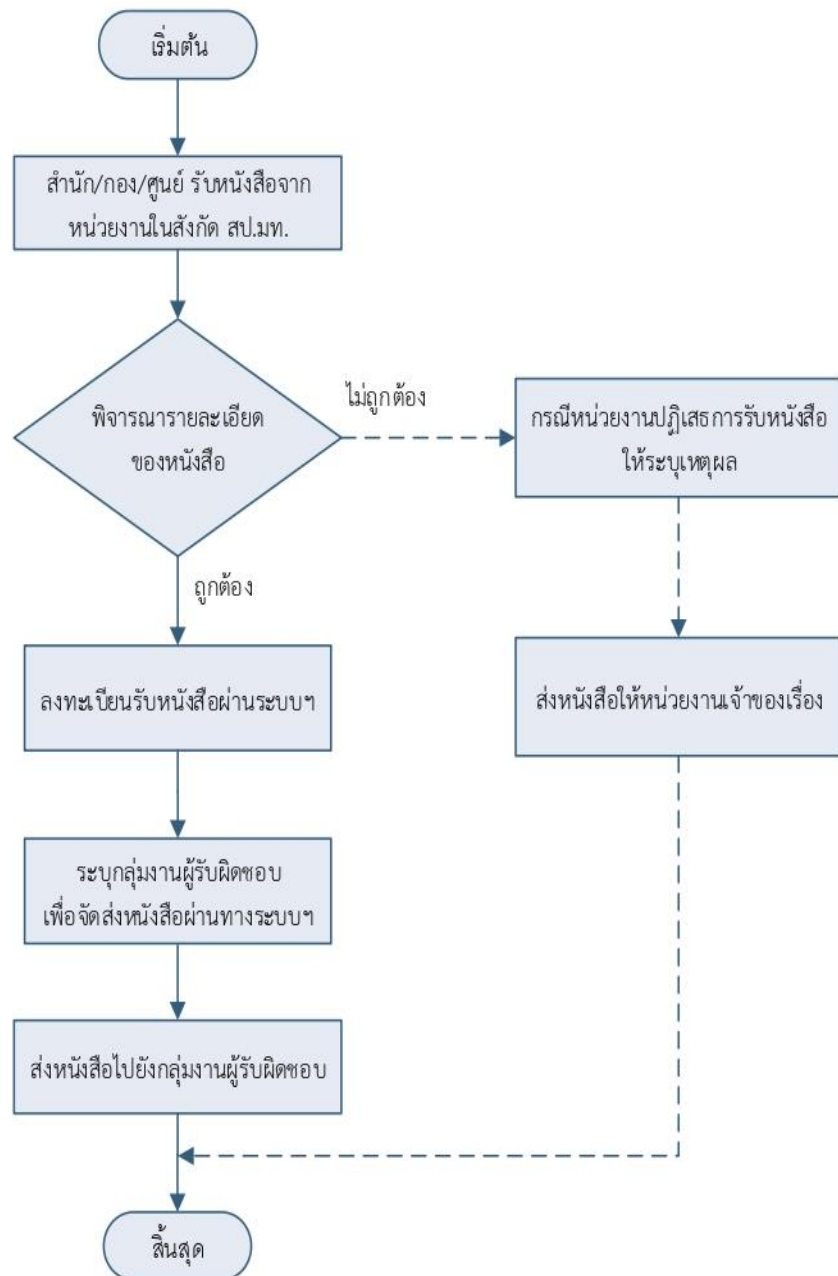 เริ่มต้น
สำนัก/กอง/ศูนย์ รับหนังสือจาก
หน่วยงานในสังกัด สป.มท.
พิจารณารายละเอียด
ของหนังสือ
ไม่ถูกต้อง
กรณีหน่วยงานปฏิเสธการรับหนังสือ
ให้ระบุเหตุผล
ถูกต้อง
ลงทะเบียนรับหนังสือผ่านระบบฯ
ส่งหนังสือให้หน่วยงานเจ้าของเรื่อง
ระบุกลุ่มงานผู้รับผิดชอบ
เพื่อจัดส่งหนังสือผ่านทางระบบฯ
ส่งหนังสือไปยังกลุ่มงานผู้รับผิดชอบ
สิ้นสุด